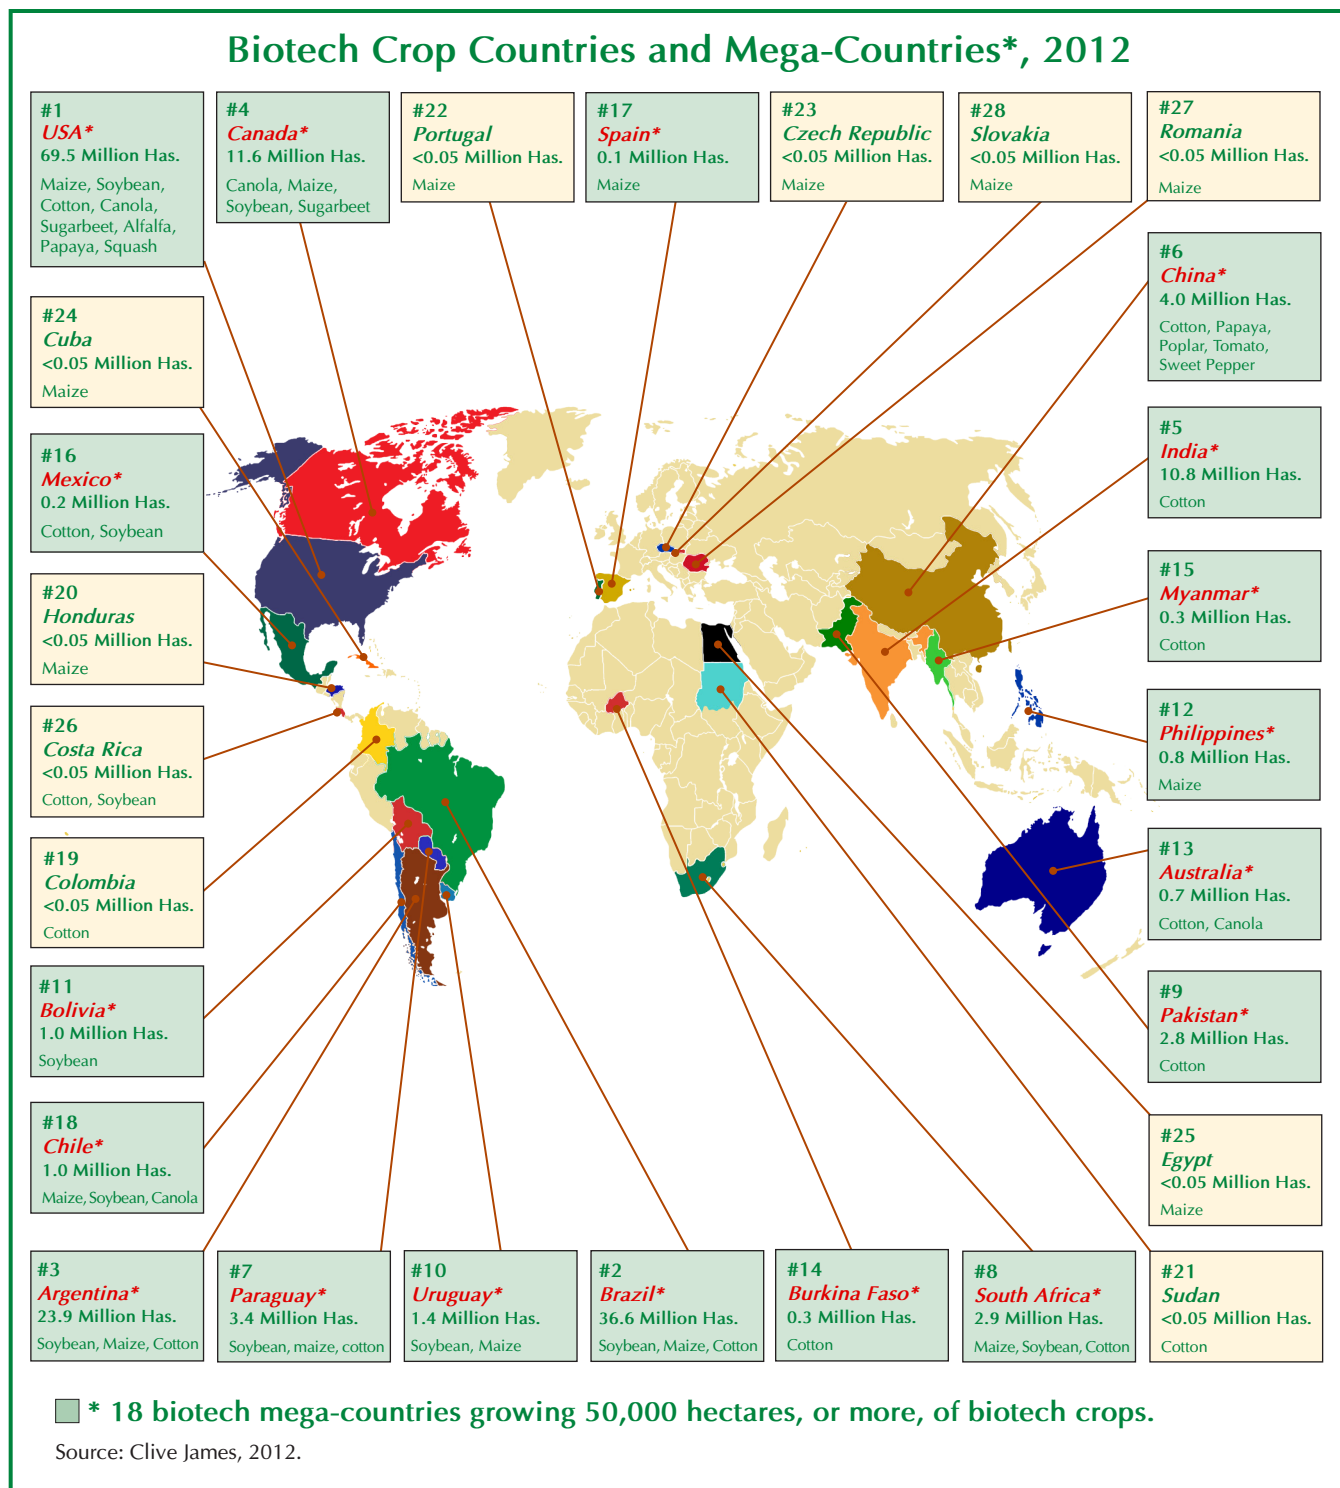 Biotech Crop Countries and Mega-Countries*, 2012
#1
USA*
69.5 Million Has.
Maize, Soybean,
Cotton, Canola,
Sugarbeet, Alfalfa,
Papaya, Squash
#4
Canada*
11.6 Million Has.
Canola, Maize,
Soybean, Sugarbeet
#22
Portugal
<0.05 Million Has.
Maize
#17
Spain*
0.1 Million Has.
Maize
#23
Czech Republic
<0.05 Million Has.
Maize
#28
Slovakia
<0.05 Million Has.
Maize
#27
Romania
<0.05 Million Has.
Maize
#24
Cuba
<0.05 Million Has.
Maize
#16
Mexico*
0.2 Million Has.
Cotton, Soybean
#20
Honduras
<0.05 Million Has.
Maize
#26
Costa Rica
<0.05 Million Has.
Cotton, Soybean
#19
Colombia
<0.05 Million Has.
Cotton
#11
Bolivia*
1.0 Million Has.
Soybean
#18
Chile*
1.0 Million Has.
Maize, Soybean, Canola
#6
China*
4.0 Million Has.
Cotton, Papaya,
Poplar, Tomato,
Sweet Pepper
#5
India*
10.8 Million Has.
Cotton
#15
Myanmar*
0.3 Million Has.
Cotton
#12
Philippines*
0.8 Million Has.
Maize
#13
Australia*
0.7 Million Has.
Cotton, Canola
#9
Pakistan*
2.8 Million Has.
Cotton
#25
Egypt
<0.05 Million Has.
Maize
#3
Argentina*
23.9 Million Has.
Soybean, Maize, Cotton
#7
Paraguay*
3.4 Million Has.
Soybean, maize, cotton
#10
Uruguay*
1.4 Million Has.
Soybean, Maize
#2
Brazil*
36.6 Million Has.
Soybean, Maize, Cotton
#14
Burkina Faso*
0.3 Million Has.
Cotton
#8
South Africa*
2.9 Million Has.
Maize, Soybean, Cotton
#21
Sudan
<0.05 Million Has.
Cotton
* 18 biotech mega-countries growing 50,000 hectares, or more, of biotech crops.
Source: Clive James, 2012.